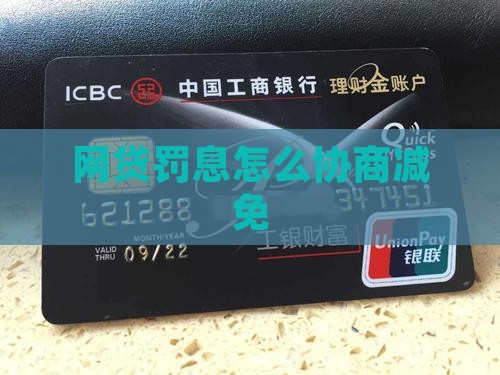 ICBC 中国工商银行 理财金账户
Quick
网贷罚息怎么协商减
免
621288 347451
MONTH/YEAR
VALID THRU 09/22
工银财富
UnionPay
银联